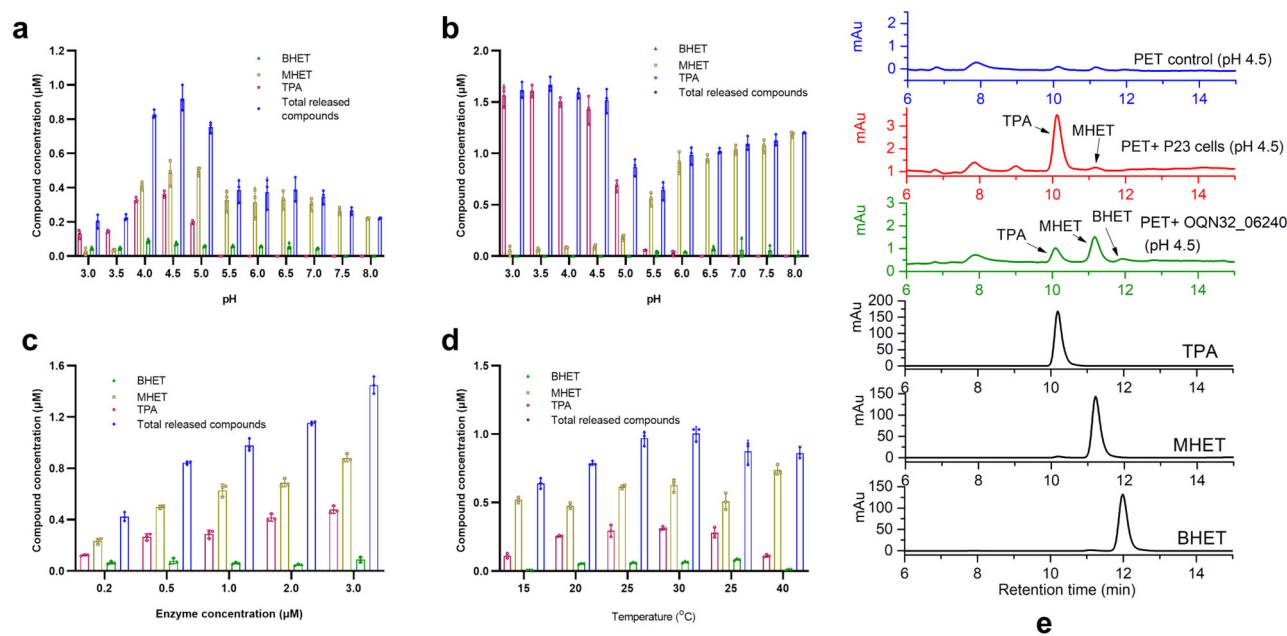 a
Compound concentration (µM)
1.2
1.0
0.8
0.6
0.4
0.2
0.0
BHET
MHET
TPA
Total released
compounds
3.0 3.5 4.0 4.5 5.0 5.5 6.0 6.5 7.0 7.5 8.0
pH
b
Compound concentration (µM)
2.0
1.5
1.0
0.5
0.0
BHET
MHET
TPA
Total released compounds
3.0 3.5 4.0 4.5 5.0 5.5 6.0 6.5 7.0 7.5 8.0
pH
c
Compound concentration (µM)
1.6
1.2
0.8
0.4
0.0
BHET
MHET
TPA
Total released compounds
0.2 0.5 1.0 2.0 3.0
Enzyme concentration (µM)
d
Compound concentration (µM)
1.5
1.0
0.5
0.0
BHET
MHET
TPA
Total released compounds
15 20 25 30 25 40
Temperature (°C)
mAu
2
1
0
PET control (pH 4.5)
6 8 10 12 14
mAu
4
3
2
1
TPA
MHET
PET+ P23 cells (pH 4.5)
6 8 10 12 14
mAu
3
2
1
0
TPA
MHET
BHET
PET+ OQN32_06240
(pH 4.5)
6 8 10 12 14
mAu
200
150
100
50
0
TPA
6 8 10 12 14
mAu
150
100
50
0
MHET
6 8 10 12 14
mAu
150
100
50
0
BHET
6 8 10 12 14
Retention time (min)
e